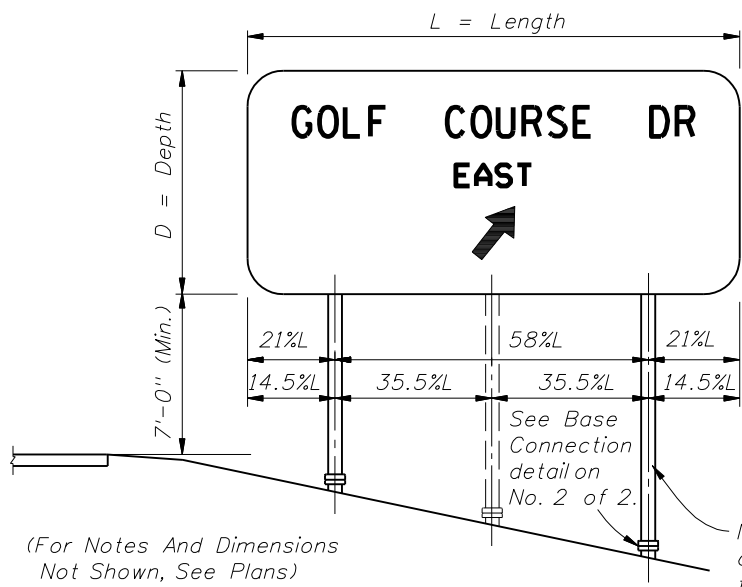 L = Length
D = Depth
GOLF COURSE DR
EAST
7'-0" (Min.)
21%L 58%L 21%L
14.5%L 35.5%L 35.5%L 14.5%L
See Base
Connection
detail on
No. 2 of 2.
(For Notes And Dimensions
Not Shown, See Plans)